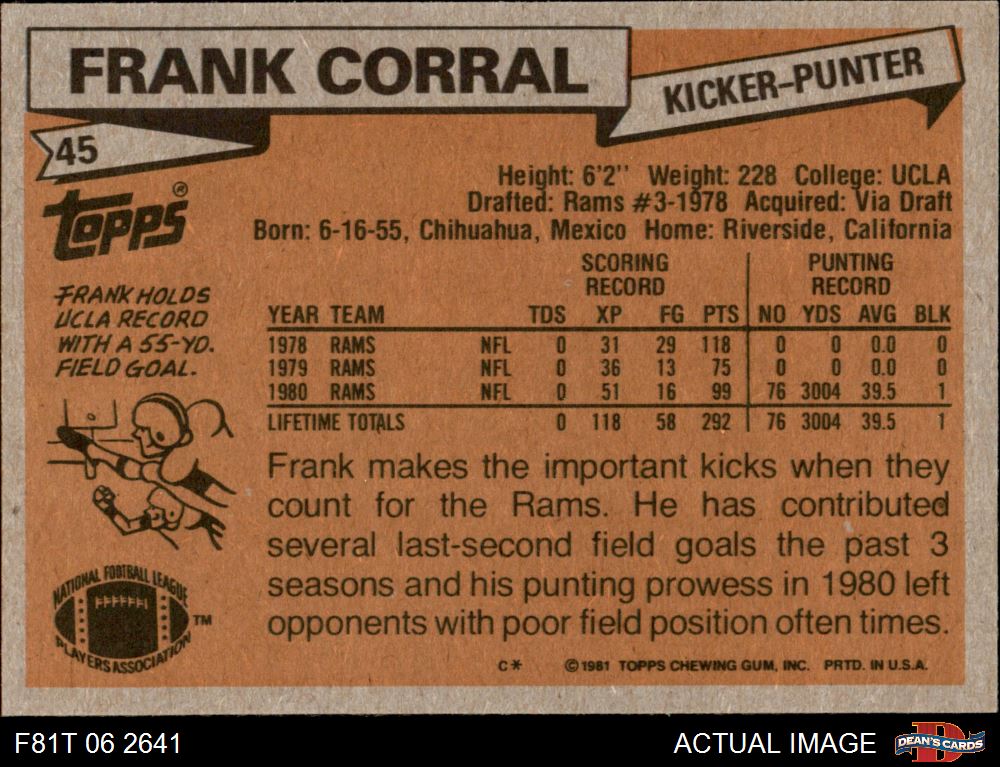 FRANK CORRAL
KICKER-PUNTER
45
TOPPS®
Height: 6'2'' Weight: 228 College: UCLA
Drafted: Rams #3-1978 Acquired: Via Draft
Born: 6-16-55, Chihuahua, Mexico Home: Riverside, California
FRANK HOLDS
UCLA RECORD
WITH A 55-YD.
FIELD GOAL.
SCORING RECORD PUNTING RECORD
YEAR TEAM TDS XP FG PTS NO YDS AVG BLK
1978 RAMS NFL 0 31 29 118 0 0 0.0 0
1979 RAMS NFL 0 36 13 75 0 0 0.0 0
1980 RAMS NFL 0 51 16 99 76 3004 39.5 1
LIFETIME TOTALS 0 118 58 292 76 3004 39.5 1
Frank makes the important kicks when they
count for the Rams. He has contributed
several last-second field goals the past 3
seasons and his punting prowess in 1980 left
opponents with poor field position often times.
NATIONAL FOOTBALL LEAGUE
PLAYERS ASSOCIATION
TM
C* ©1981 TOPPS CHEWING GUM, INC. PRTD. IN U.S.A.
F81T 06 2641
ACTUAL IMAGE
D
DEAN'S CARDS